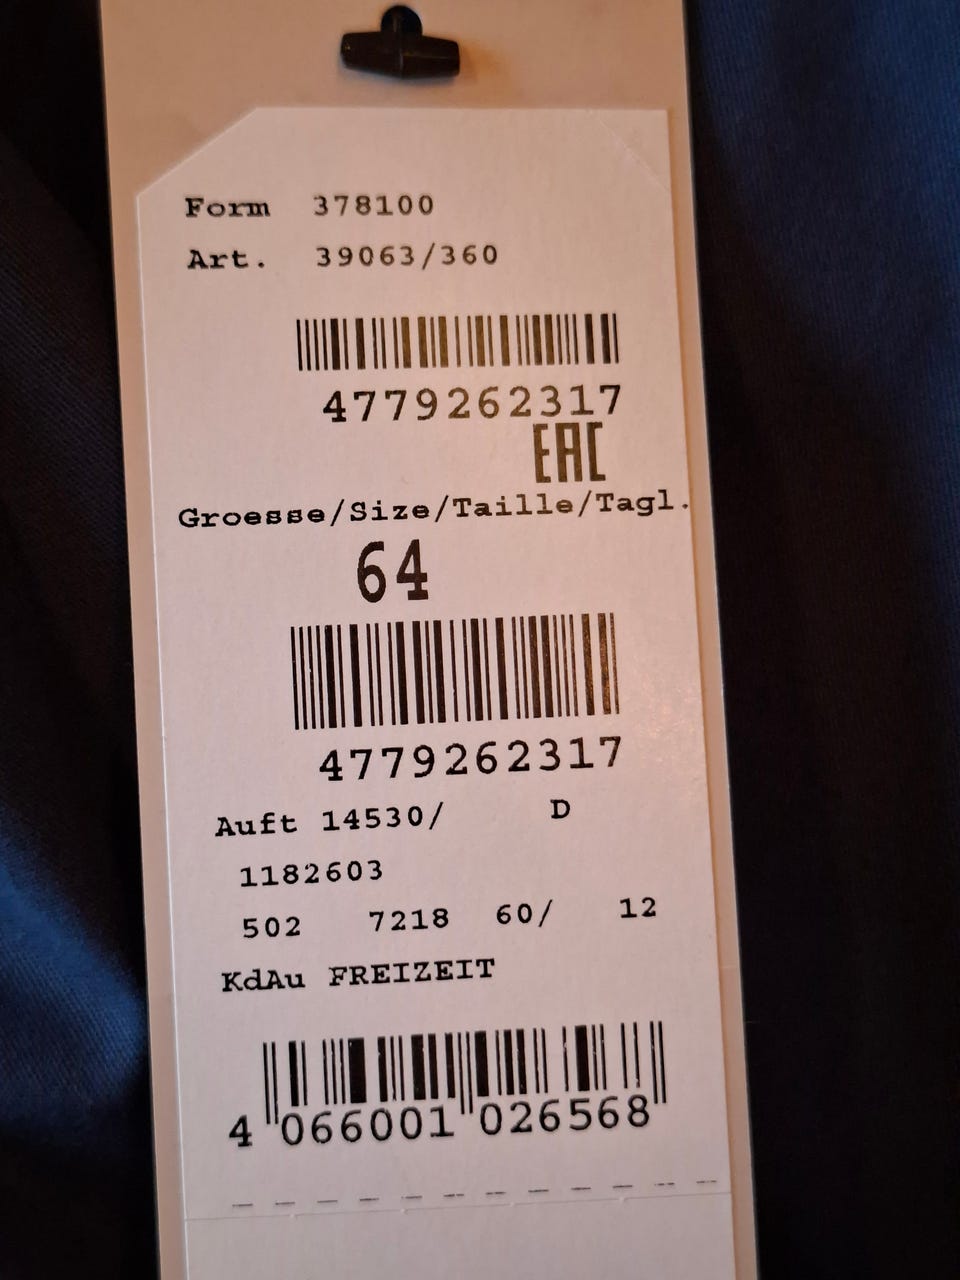 Form 378100
Art. 39063/360
4779262317
EAC
Groesse/Size/Taille/Tagl.
64
4779262317
Auft 14530/ D
1182603
502 7218 60/ 12
KdAu FREIZEIT
4 066001 026568